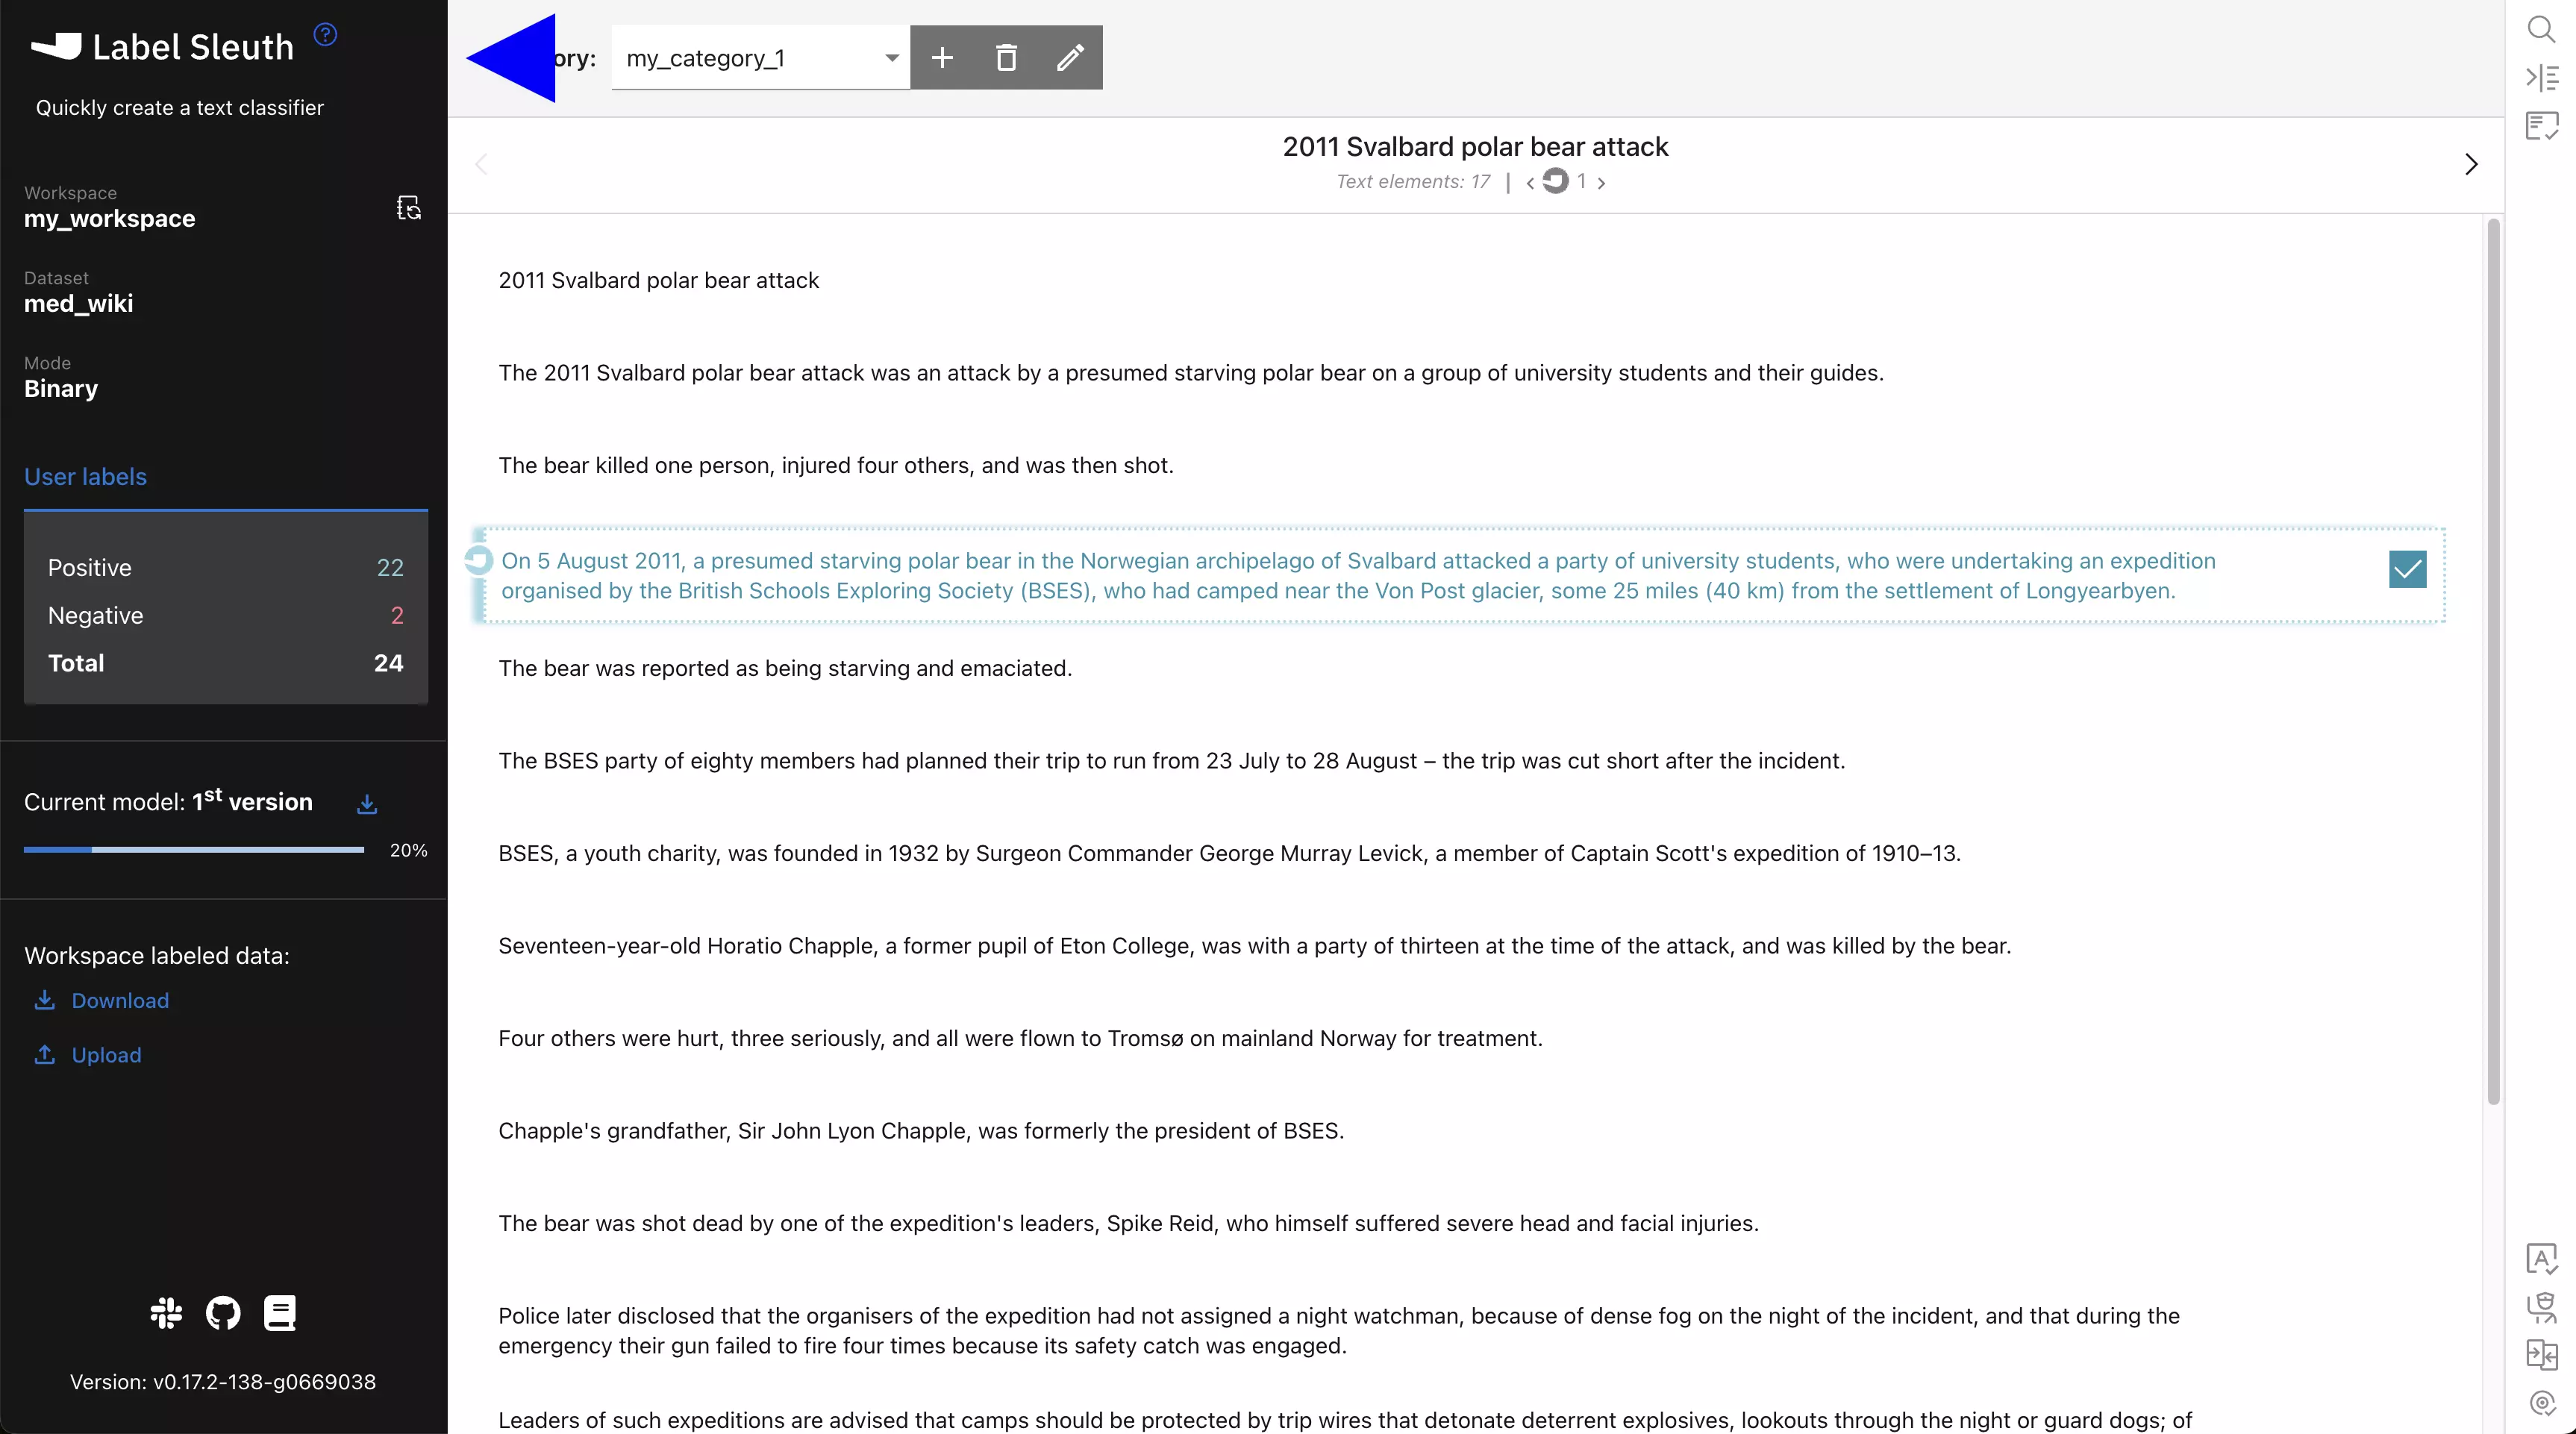 Label Sleuth
Quickly create a text classifier
Workspace
my_workspace
Dataset
med_wiki
Mode
Binary
User labels
Positive 22
Negative 2
Total 24
Current model: 1st version
20%
Workspace labeled data:
Download
Upload
Version: v0.17.2-138-g0669038
ory: my_category_1
2011 Svalbard polar bear attack
Text elements: 17 | < 1 >
2011 Svalbard polar bear attack
The 2011 Svalbard polar bear attack was an attack by a presumed starving polar bear on a group of university students and their guides.
The bear killed one person, injured four others, and was then shot.
On 5 August 2011, a presumed starving polar bear in the Norwegian archipelago of Svalbard attacked a party of university students, who were undertaking an expedition
organised by the British Schools Exploring Society (BSES), who had camped near the Von Post glacier, some 25 miles (40 km) from the settlement of Longyearbyen.
The bear was reported as being starving and emaciated.
The BSES party of eighty members had planned their trip to run from 23 July to 28 August – the trip was cut short after the incident.
BSES, a youth charity, was founded in 1932 by Surgeon Commander George Murray Levick, a member of Captain Scott's expedition of 1910–13.
Seventeen-year-old Horatio Chapple, a former pupil of Eton College, was with a party of thirteen at the time of the attack, and was killed by the bear.
Four others were hurt, three seriously, and all were flown to Tromsø on mainland Norway for treatment.
Chapple's grandfather, Sir John Lyon Chapple, was formerly the president of BSES.
The bear was shot dead by one of the expedition's leaders, Spike Reid, who himself suffered severe head and facial injuries.
Police later disclosed that the organisers of the expedition had not assigned a night watchman, because of dense fog on the night of the incident, and that during the
emergency their gun failed to fire four times because its safety catch was engaged.
Leaders of such expeditions are advised that camps should be protected by trip wires that detonate deterrent explosives, lookouts through the night or guard dogs; of